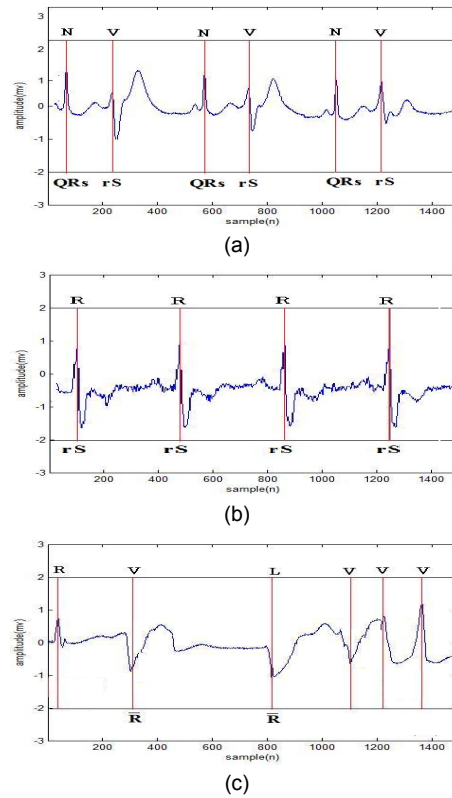 N V N V N V
3
2
1
0
-1
-2
-3
amplitude(mv)
QRs rS QRs rS QRs rS
200 400 600 800 1000 1200 1400
sample(n)
(a)
R R R R
3
2
1
0
-1
-2
-3
amplitude(mv)
rS rS rS rS
200 400 600 800 1000 1200 1400
sample(n)
(b)
R V L V V V
3
2
1
0
-1
-2
-3
amplitude(mv)
R̅ R̅
200 400 600 800 1000 1200 1400
sample(n)
(c)